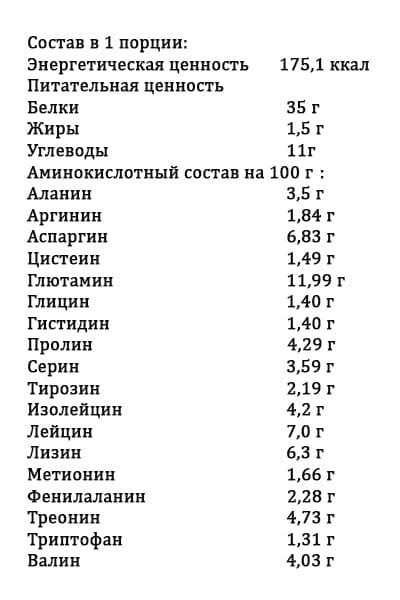 Состав в 1 порции:
Энергетическая ценность 175,1 ккал
Питательная ценность
Белки 35 г
Жиры 1,5 г
Углеводы 11г
Аминокислотный состав на 100 г :
Аланин 3,5 г
Аргинин 1,84 г
Аспаргин 6,83 г
Цистеин 1,49 г
Глютамин 11,99 г
Глицин 1,40 г
Гистидин 1,40 г
Пролин 4,29 г
Серин 3,59 г
Тирозин 2,19 г
Изолейцин 4,2 г
Лейцин 7,0 г
Лизин 6,3 г
Метионин 1,66 г
Фенилаланин 2,28 г
Треонин 4,73 г
Триптофан 1,31 г
Валин 4,03 г